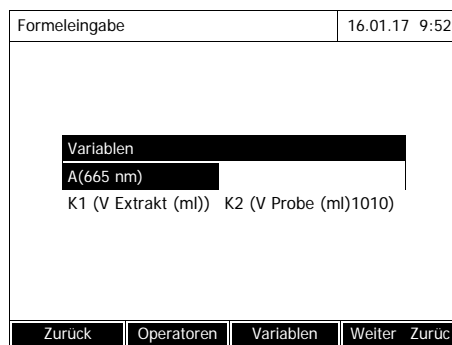 Formeleingabe 16.01.17 9:52
Variablen
A(665 nm)
K1 (V Extrakt (ml)) K2 (V Probe (ml)1010)
Zurück Operatoren Variablen Weiter Zurüc